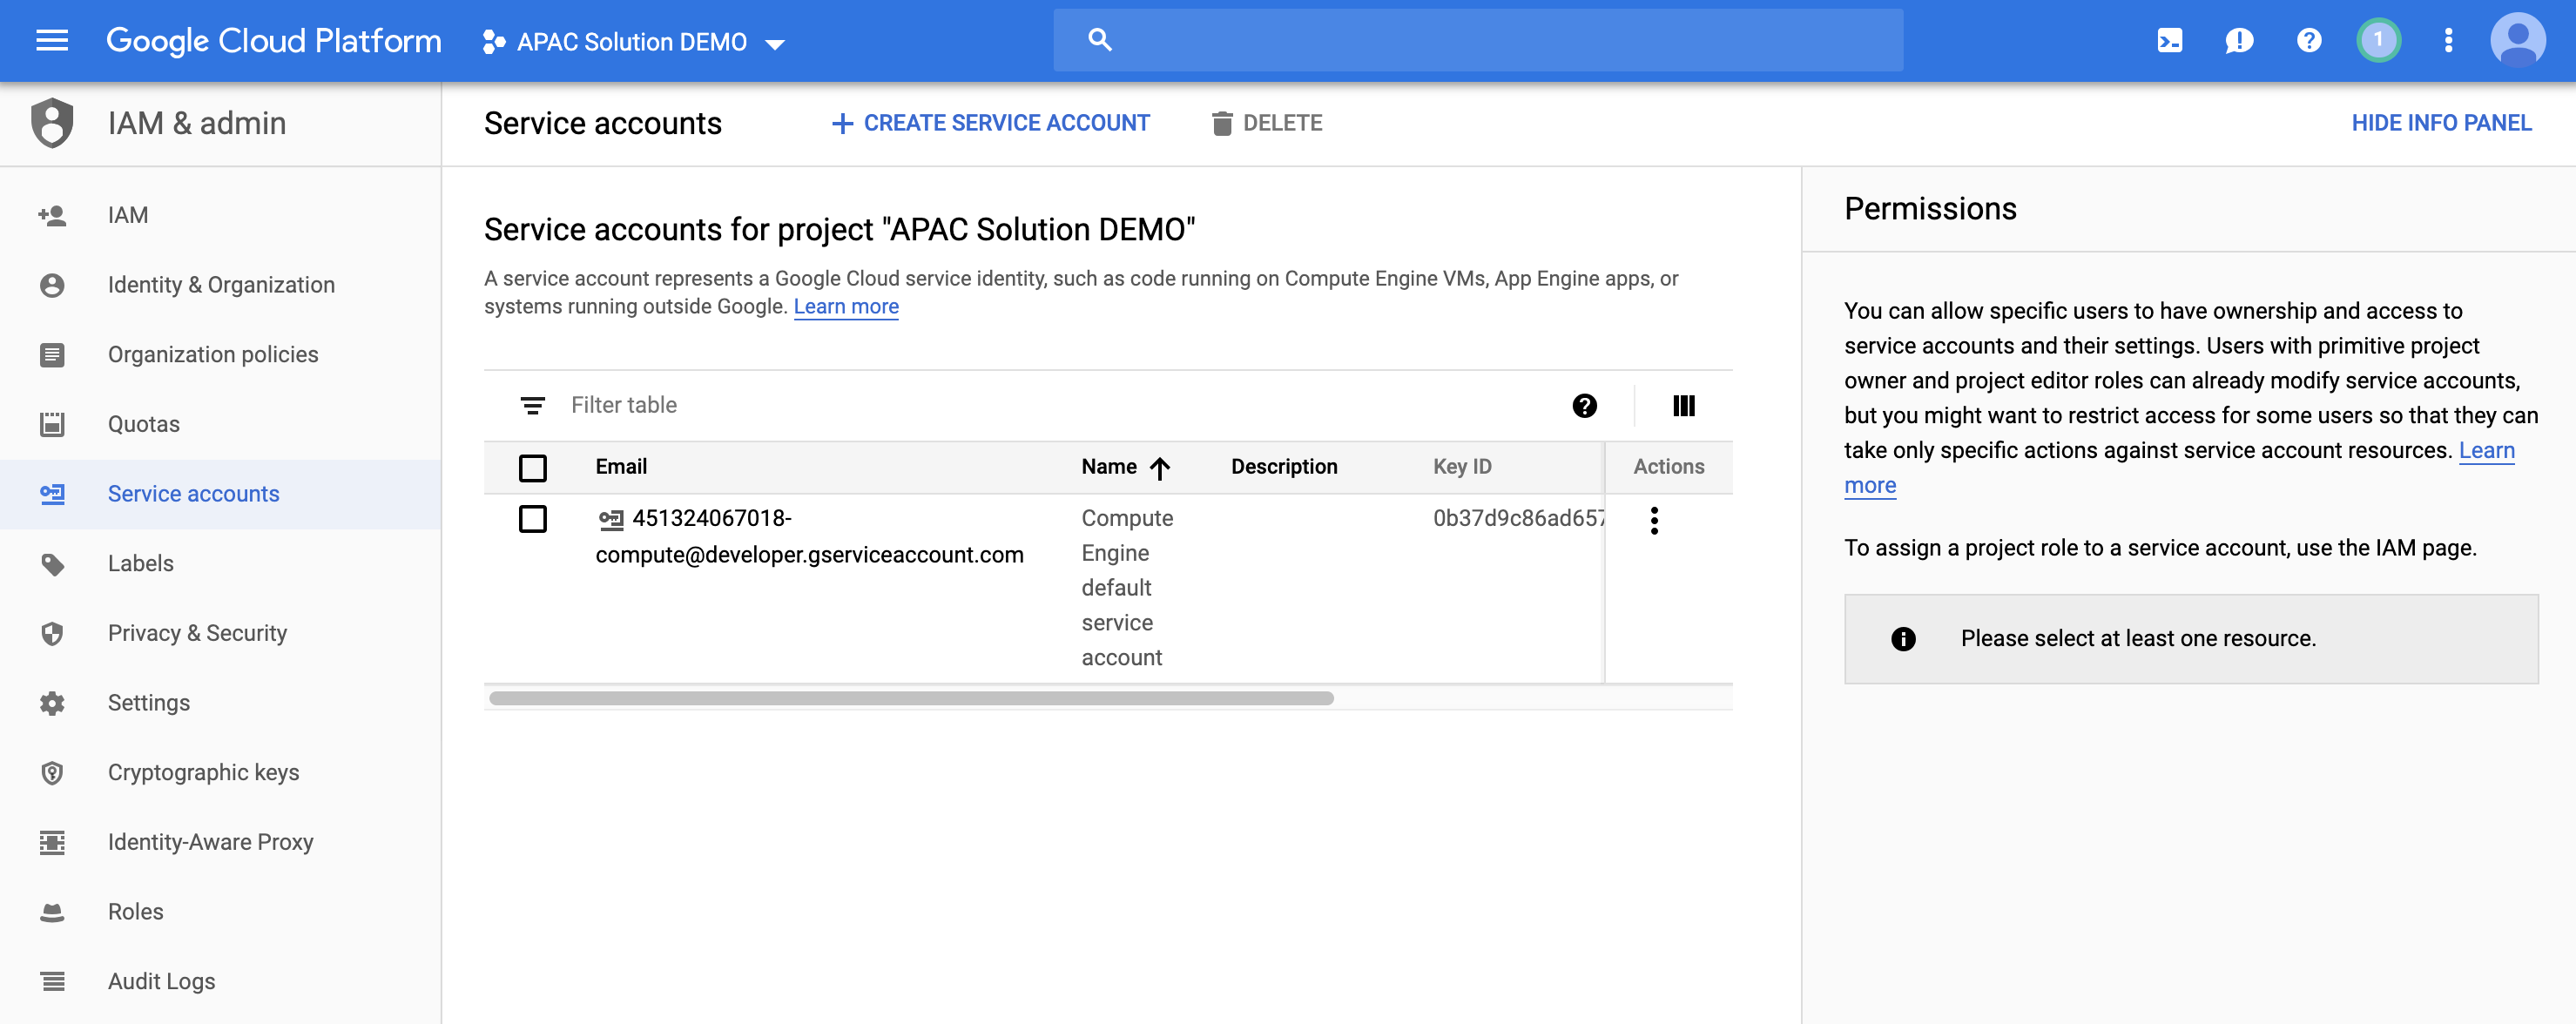 Google Cloud Platform
APAC Solution DEMO
1
IAM & admin
Service accounts
CREATE SERVICE ACCOUNT
DELETE
HIDE INFO PANEL
IAM
Identity & Organization
Organization policies
Quotas
Service accounts
Labels
Privacy & Security
Settings
Cryptographic keys
Identity-Aware Proxy
Roles
Audit Logs
Service accounts for project "APAC Solution DEMO"
A service account represents a Google Cloud service identity, such as code running on Compute Engine VMs, App Engine apps, or
systems running outside Google. Learn more
Filter table
Email Name Description Key ID Actions
451324067018-
compute@developer.gserviceaccount.com
Compute
Engine
default
service
account
0b37d9c86ad657
Permissions
You can allow specific users to have ownership and access to
service accounts and their settings. Users with primitive project
owner and project editor roles can already modify service accounts,
but you might want to restrict access for some users so that they can
take only specific actions against service account resources. Learn
more
To assign a project role to a service account, use the IAM page.
Please select at least one resource.